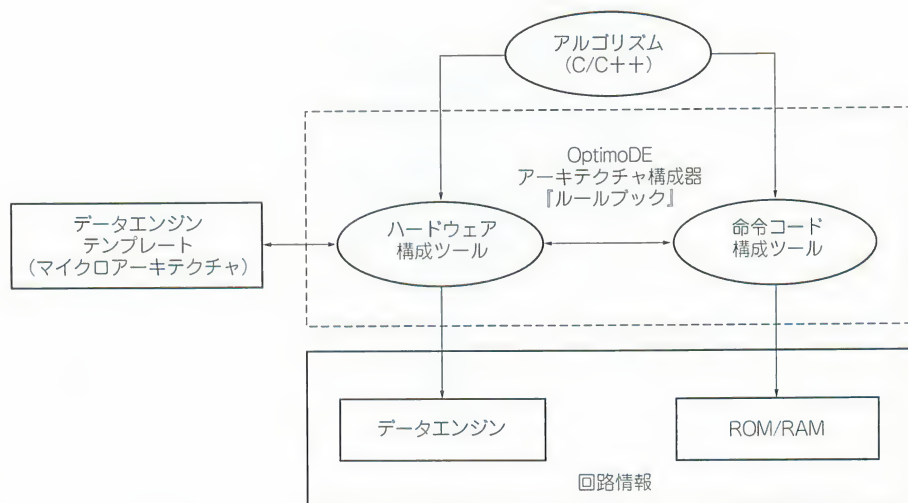 アルゴリズム
(C/C++)
OptimoDE
アーキテクチャ構成器
『ルールブック』
データエンジン
テンプレート
(マイクロアーキテクチャ)
ハードウェア
構成ツール
命令コード
構成ツール
データエンジン
ROM/RAM
回路情報